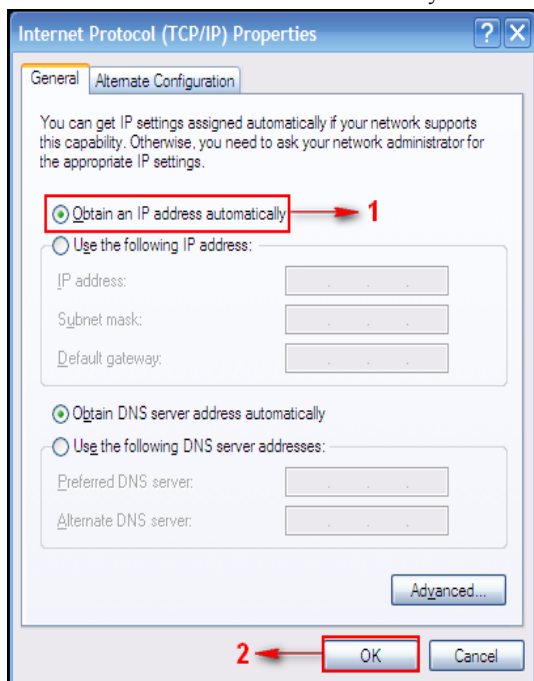 Internet Protocol (TCP/IP) Properties
General
Alternate Configuration
You can get IP settings assigned automatically if your network supports
this capability. Otherwise, you need to ask your network administrator for
the appropriate IP settings.
Obtain an IP address automatically
1
Use the following IP address:
IP address:
Subnet mask:
Default gateway:
Obtain DNS server address automatically
Use the following DNS server addresses:
Preferred DNS server:
Alternate DNS server:
Advanced...
2
OK
Cancel